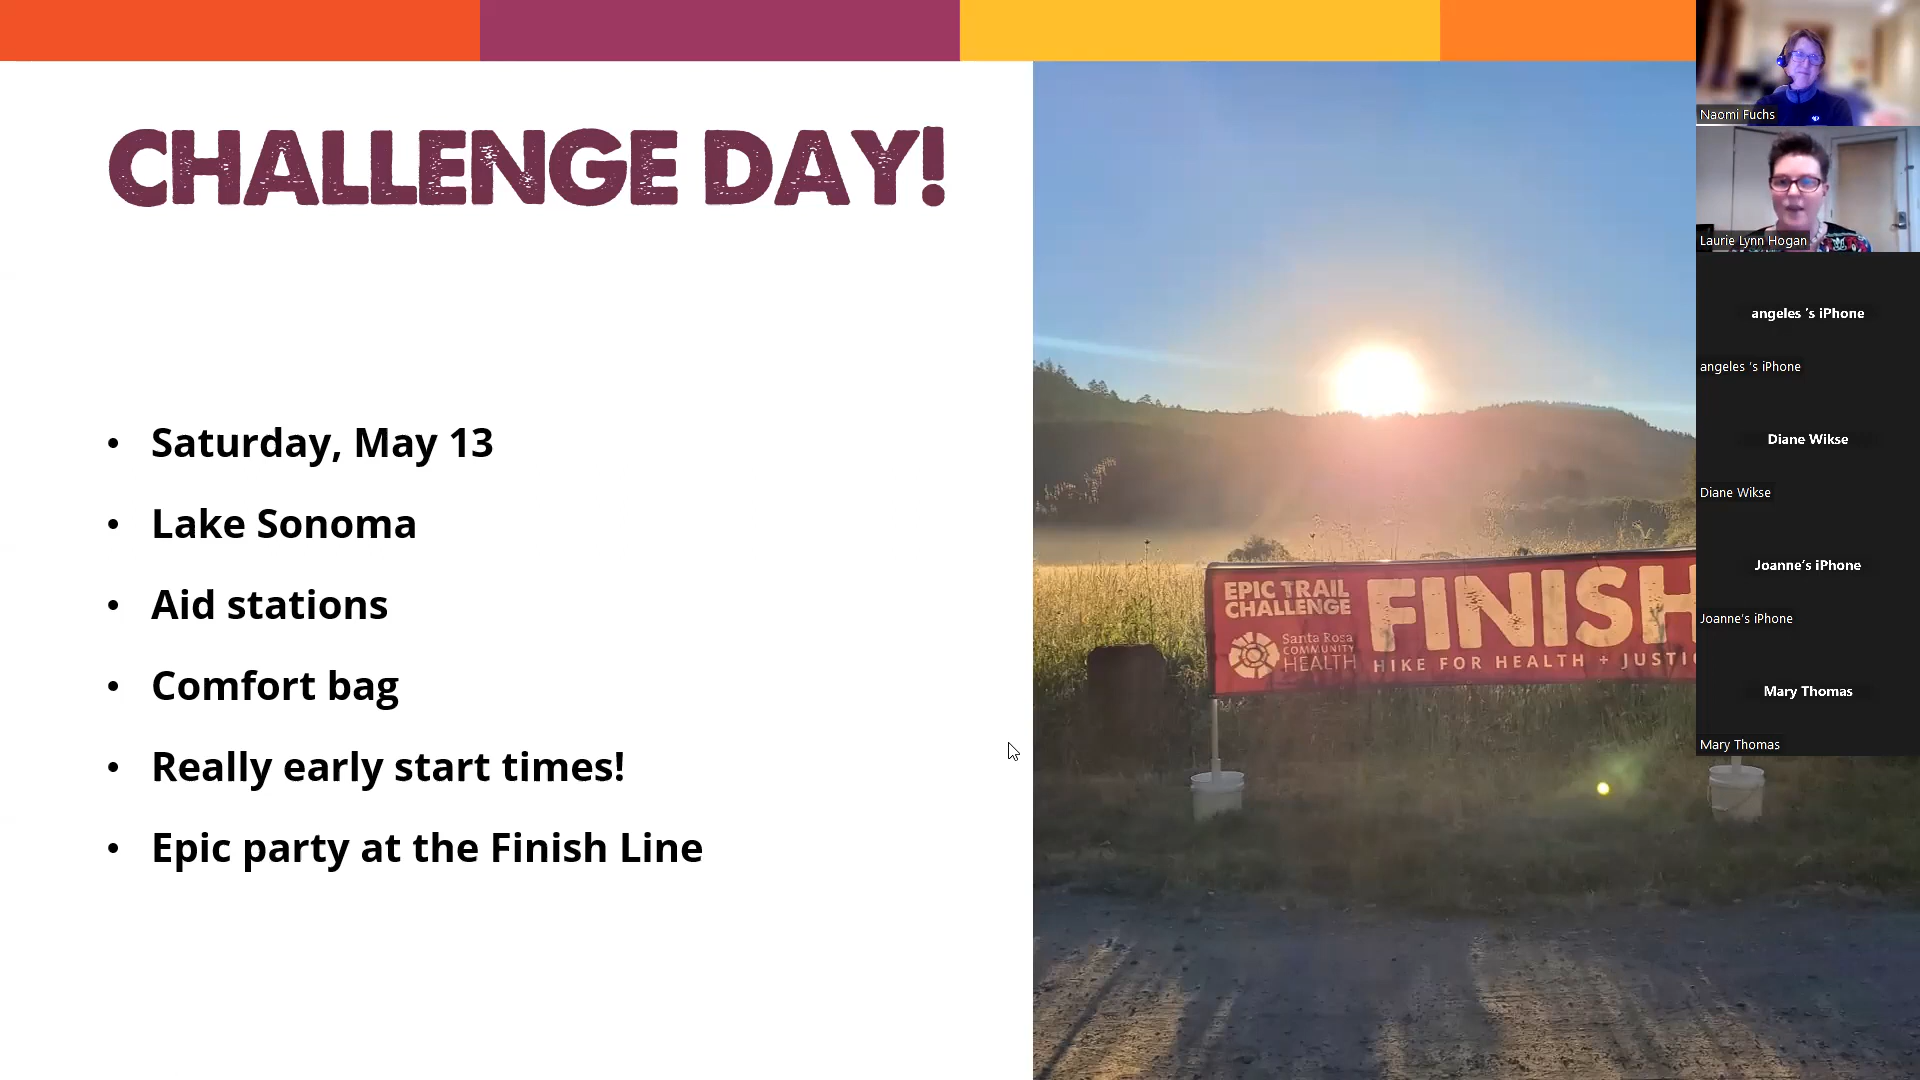 CHALLENGE DAY!
• Saturday, May 13
• Lake Sonoma
• Aid stations
• Comfort bag
• Really early start times!
• Epic party at the Finish Line
EPIC TRAIL
CHALLENGE
Santa Rosa
COMMUNITY
HEALTH
FINISH
HIKE FOR HEALTH + JUSTIC
Naomi Fuchs
Laurie Lynn Hogan
angeles ’s iPhone
angeles ’s iPhone
Diane Wikse
Diane Wikse
Joanne’s iPhone
Joanne’s iPhone
Mary Thomas
Mary Thomas